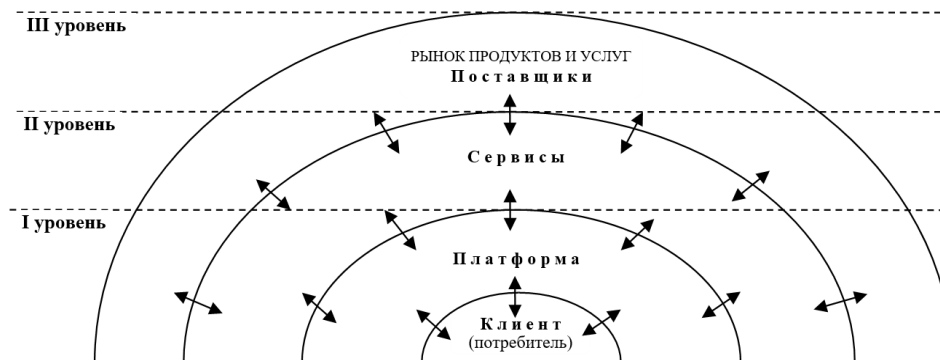 III уровень
РЫНОК ПРОДУКТОВ И УСЛУГ
Поставщики
II уровень
Сервисы
I уровень
Платформа
Клиент
(потребитель)